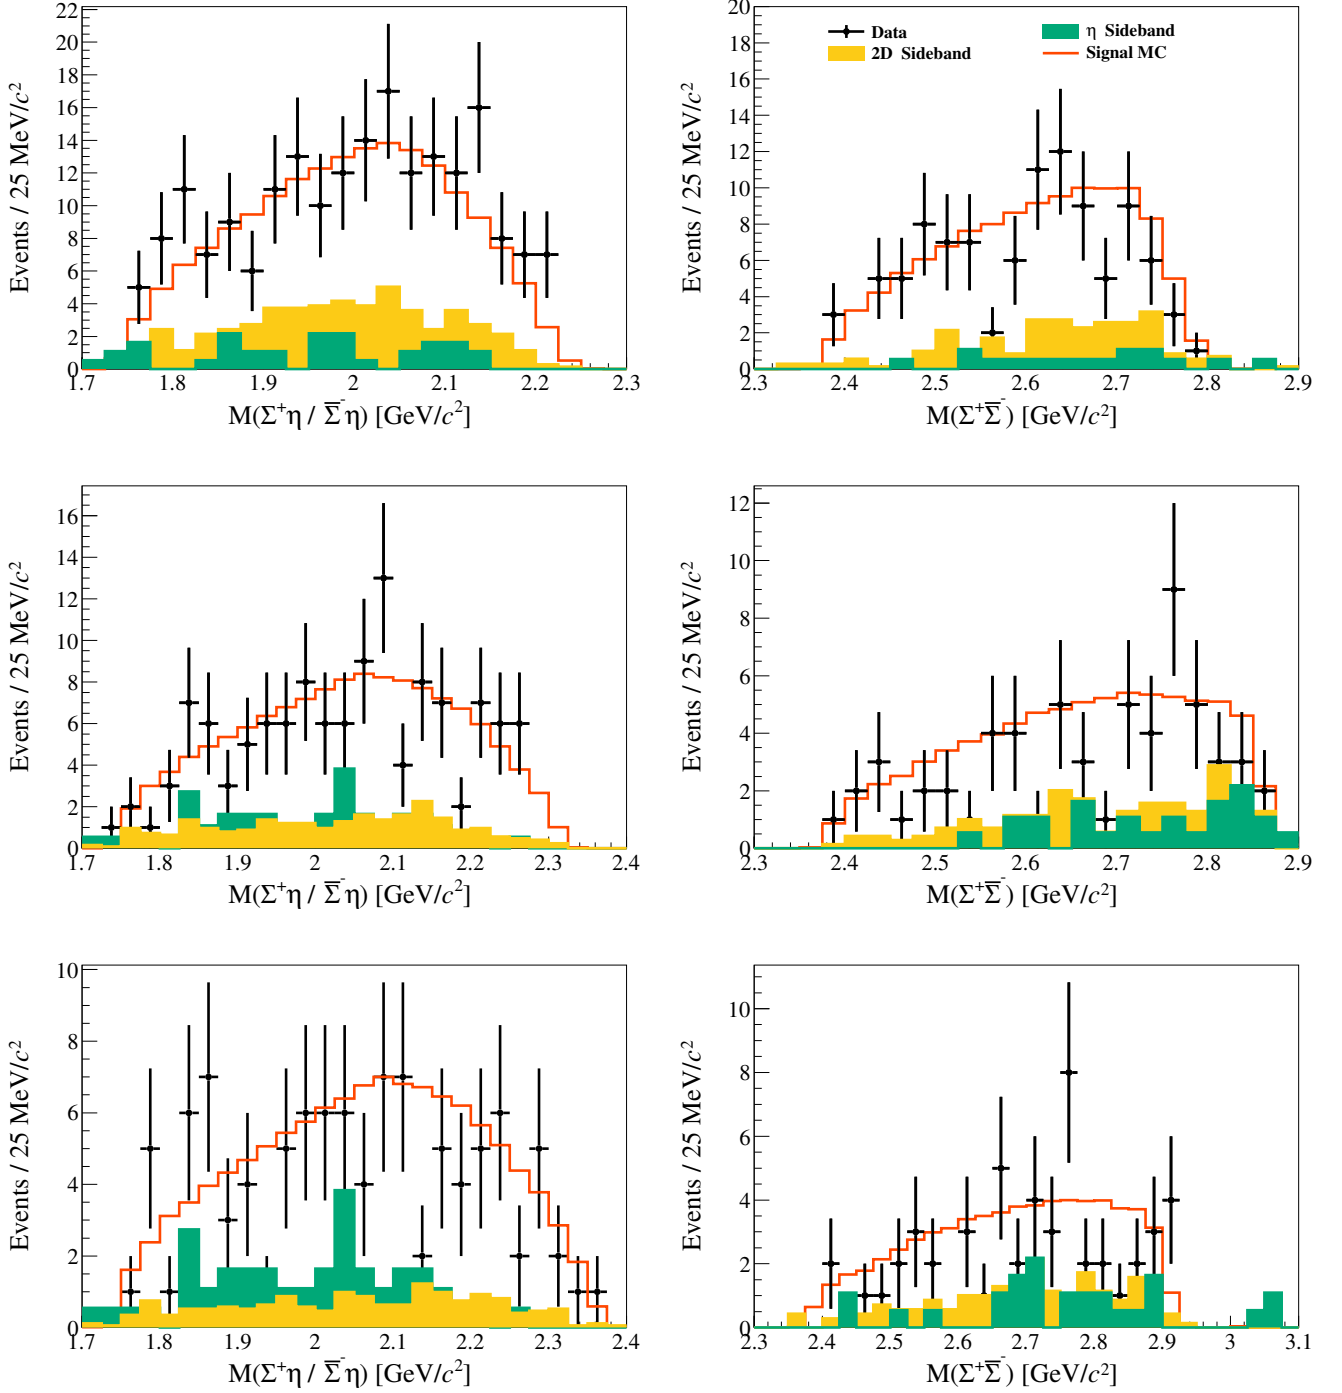 Events / 25 MeV/c²
22
20
18
16
14
12
10
8
6
4
2
0
1.7 1.8 1.9 2 2.1 2.2 2.3
M(Σ⁺η / Σ̅⁻η) [GeV/c²]
Events / 25 MeV/c²
20
18
16
14
12
10
8
6
4
2
0
Data
η Sideband
2D Sideband
Signal MC
2.3 2.4 2.5 2.6 2.7 2.8 2.9
M(Σ⁺Σ̅⁻) [GeV/c²]
Events / 25 MeV/c²
16
14
12
10
8
6
4
2
0
1.7 1.8 1.9 2 2.1 2.2 2.3 2.4
M(Σ⁺η / Σ̅⁻η) [GeV/c²]
Events / 25 MeV/c²
12
10
8
6
4
2
0
2.3 2.4 2.5 2.6 2.7 2.8 2.9
M(Σ⁺Σ̅⁻) [GeV/c²]
Events / 25 MeV/c²
10
8
6
4
2
0
1.7 1.8 1.9 2 2.1 2.2 2.3 2.4
M(Σ⁺η / Σ̅⁻η) [GeV/c²]
Events / 25 MeV/c²
10
8
6
4
2
0
2.3 2.4 2.5 2.6 2.7 2.8 2.9 3 3.1
M(Σ⁺Σ̅⁻) [GeV/c²]